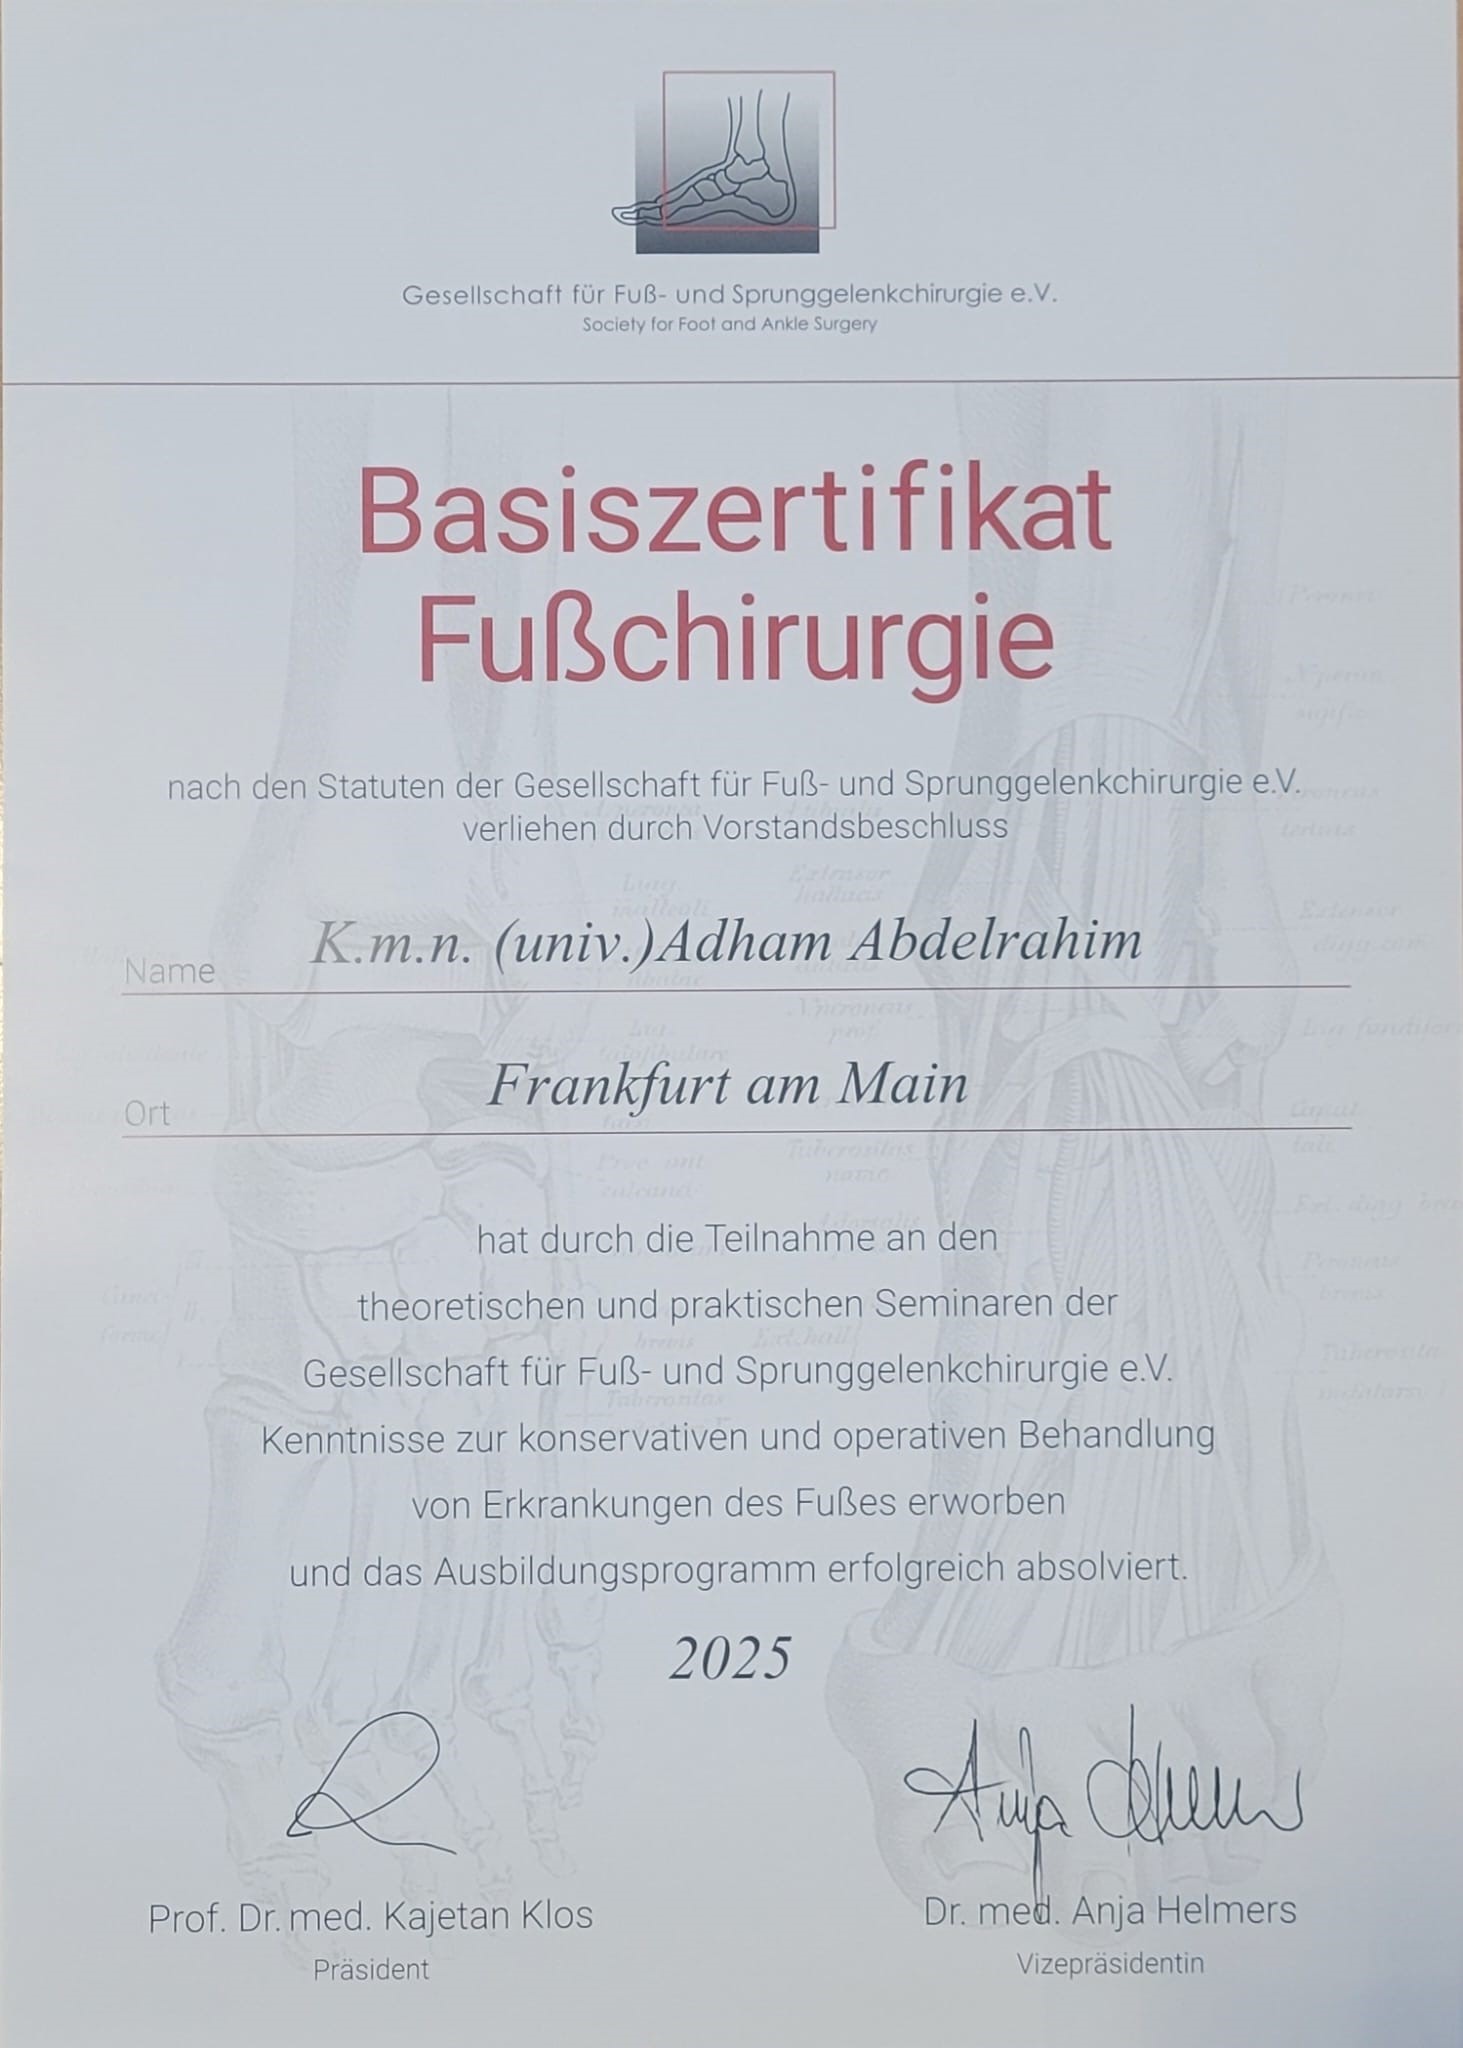 Gesellschaft für Fuß- und Sprunggelenkchirurgie e.V.
Society for Foot and Ankle Surgery
Basiszertifikat
Fußchirurgie
nach den Statuten der Gesellschaft für Fuß- und Sprunggelenkchirurgie e.V.
verliehen durch Vorstandsbeschluss
Name K.m.n. (univ.)Adham Abdelrahim
Ort Frankfurt am Main
hat durch die Teilnahme an den
theoretischen und praktischen Seminaren der
Gesellschaft für Fuß- und Sprunggelenkchirurgie e.V.
Kenntnisse zur konservativen und operativen Behandlung
von Erkrankungen des Fußes erworben
und das Ausbildungsprogramm erfolgreich absolviert.
2025
Prof. Dr. med. Kajetan Klos
Präsident
Anja Helmers
Dr. med. Anja Helmers
Vizepräsidentin